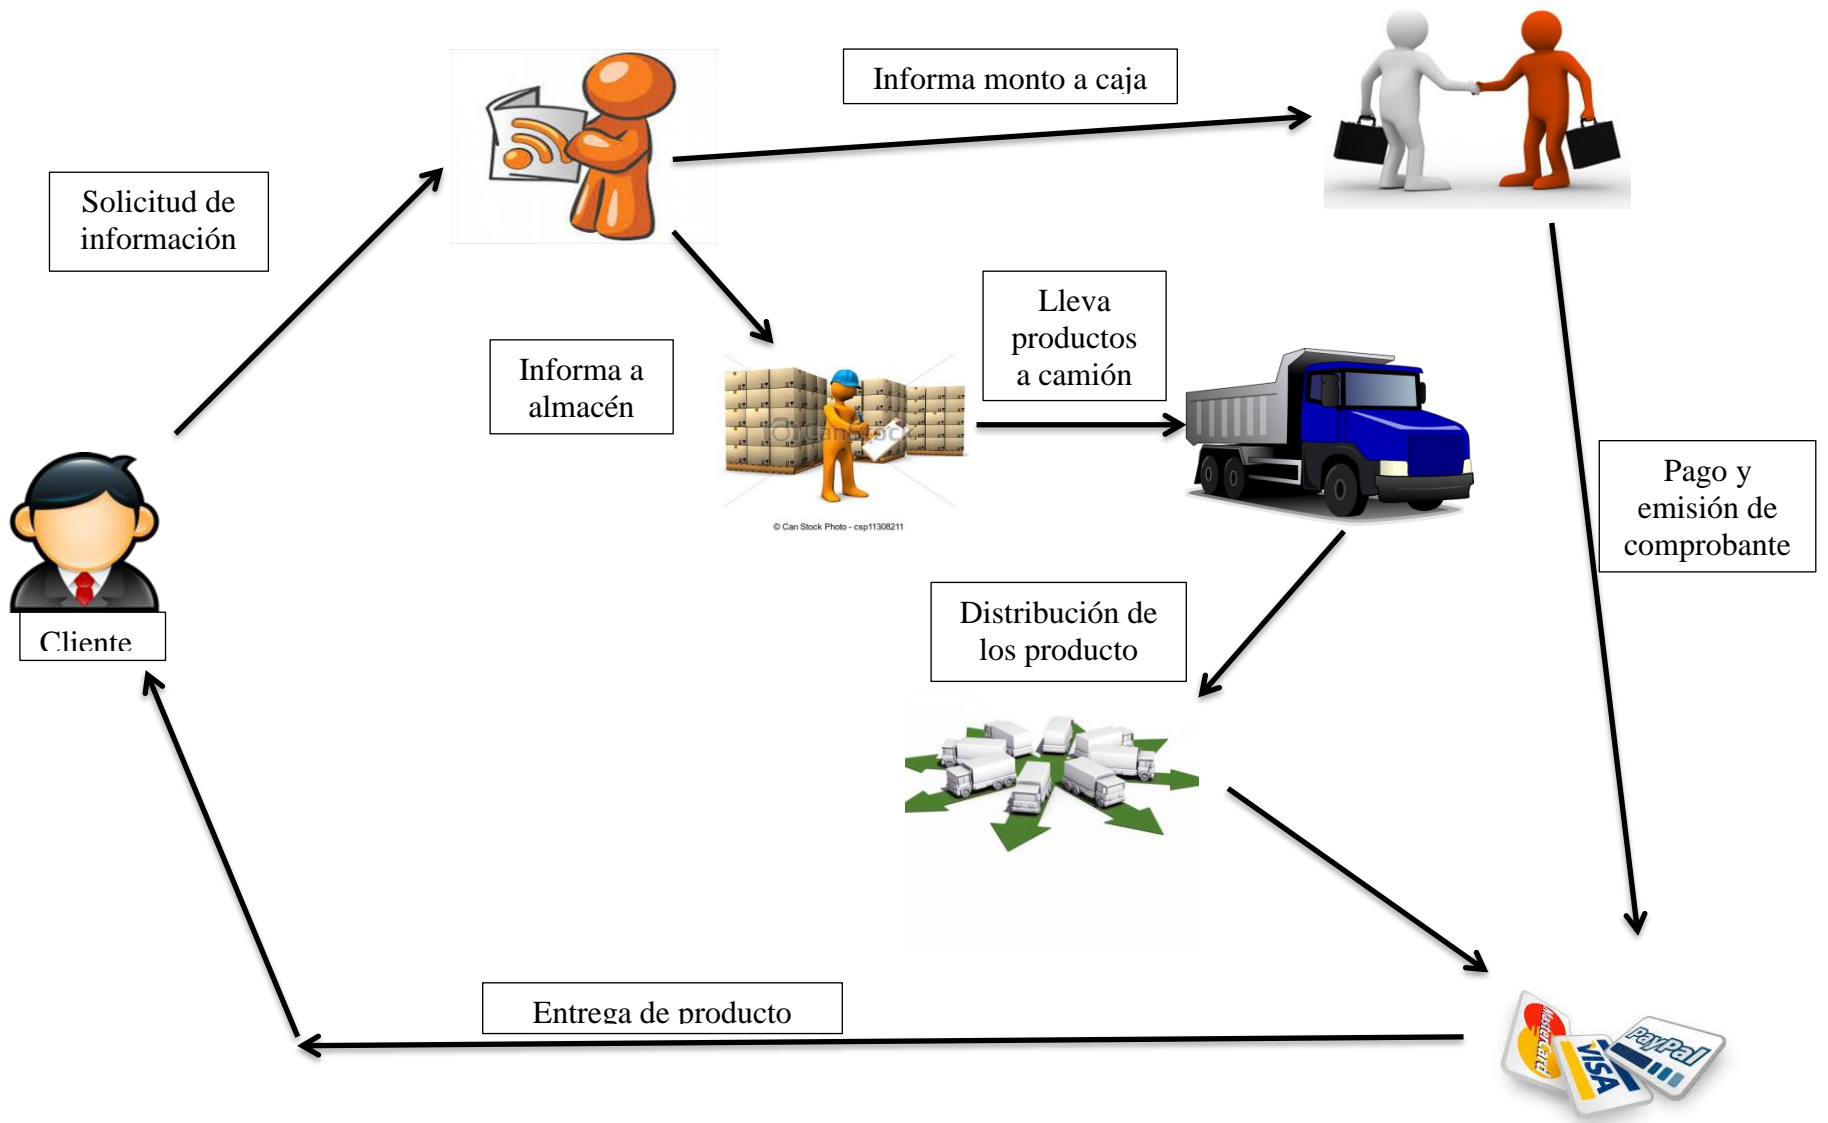 Informa monto a caja
Solicitud de
información
Lleva
productos
a camión
Informa a
almacén
CanStock
© Can Stock Photo - csp11308211
Pago y
emisión de
comprobante
Cliente
Distribución de
los producto
Entrega de producto
MasterCard
VISA
PayPal